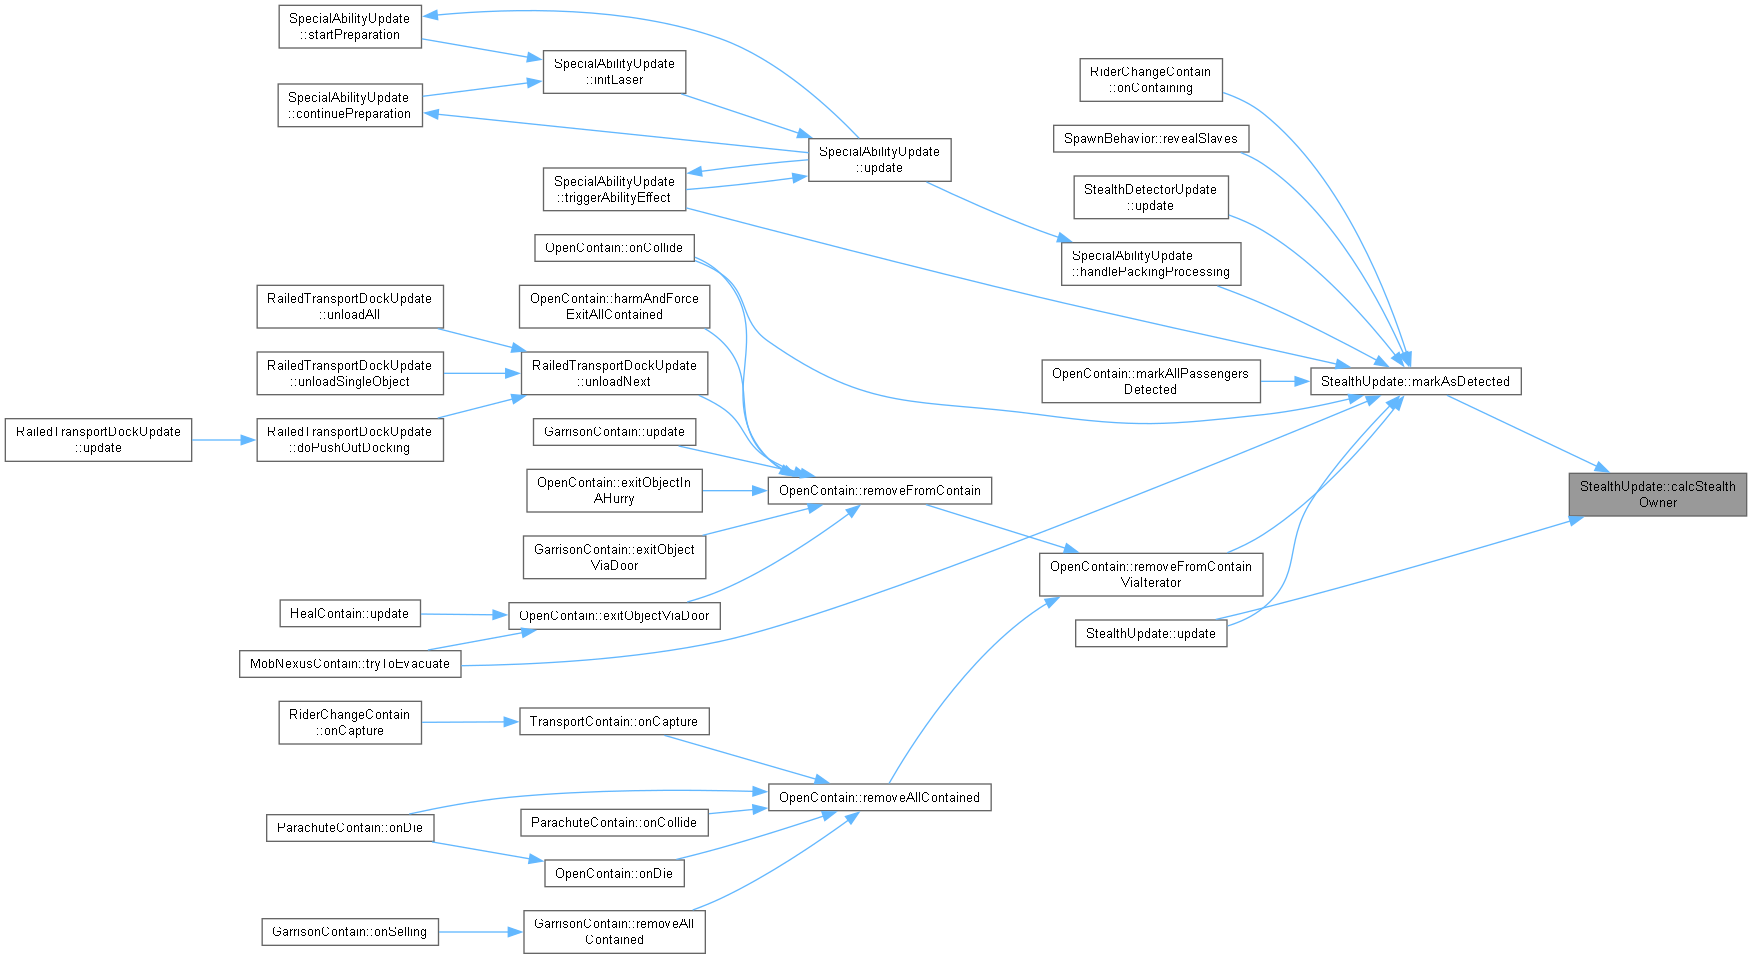 SpecialAbilityUpdate
::startPreparation
SpecialAbilityUpdate
::initLaser
SpecialAbilityUpdate
::continuePreparation
SpecialAbilityUpdate
::update
SpecialAbilityUpdate
::triggerAbilityEffect
RiderChangeContain
::onContaining
SpawnBehavior::revealSlaves
StealthDetectorUpdate
::update
SpecialAbilityUpdate
::handlePackingProcessing
OpenContain::onCollide
OpenContain::harmAndForce
ExitAllContained
RailedTransportDockUpdate
::unloadAll
RailedTransportDockUpdate
::unloadSingleObject
RailedTransportDockUpdate
::unloadNext
RailedTransportDockUpdate
::update
RailedTransportDockUpdate
::doPushOutDocking
GarrisonContain::update
OpenContain::exitObjectIn
AHurry
OpenContain::removeFromContain
GarrisonContain::exitObject
ViaDoor
OpenContain::markAllPassengers
Detected
StealthUpdate::markAsDetected
StealthUpdate::calcStealth
Owner
OpenContain::removeFromContain
ViaIterator
StealthUpdate::update
HealContain::update
OpenContain::exitObjectViaDoor
MobNexusContain::tryToEvacuate
RiderChangeContain
::onCapture
TransportContain::onCapture
OpenContain::removeAllContained
ParachuteContain::onDie
ParachuteContain::onCollide
OpenContain::onDie
GarrisonContain::onSelling
GarrisonContain::removeAll
Contained